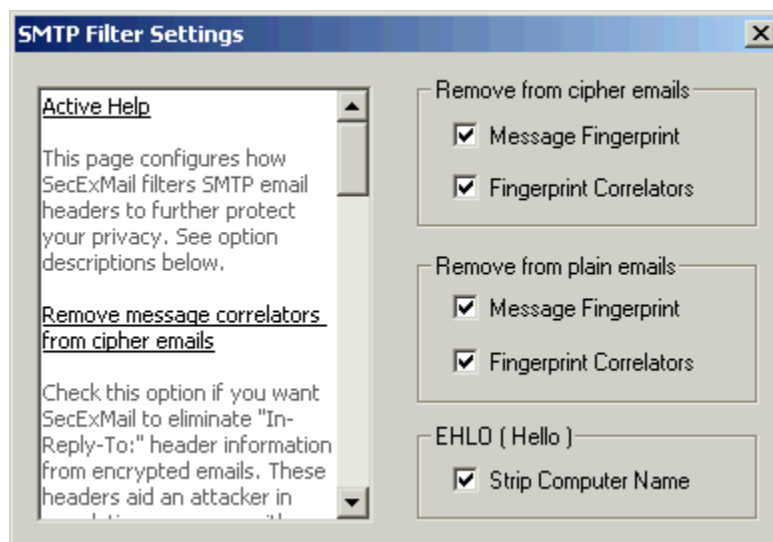 SMTP Filter Settings
Active Help
This page configures how
SecExMail filters SMTP email
headers to further protect
your privacy. See option
descriptions below.
Remove message correlators
from cipher emails
Check this option if you want
SecExMail to eliminate "In-
Reply-To:" header information
from encrypted emails. These
headers aid an attacker in
Remove from cipher emails
Message Fingerprint
Fingerprint Correlators
Remove from plain emails
Message Fingerprint
Fingerprint Correlators
EHLO ( Hello )
Strip Computer Name